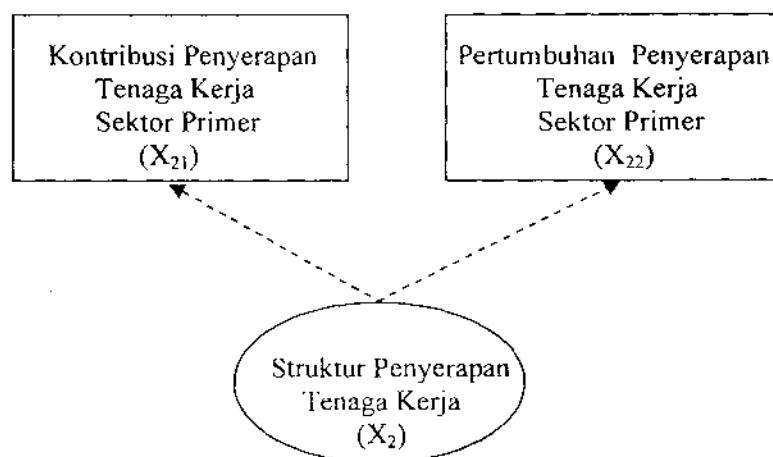 Kontribusi Penyerapan
Tenaga Kerja
Sektor Primer
(X₂₁)
Pertumbuhan Penyerapan
Tenaga Kerja
Sektor Primer
(X₂₂)
Struktur Penyerapan
Tenaga Kerja
(X₂)